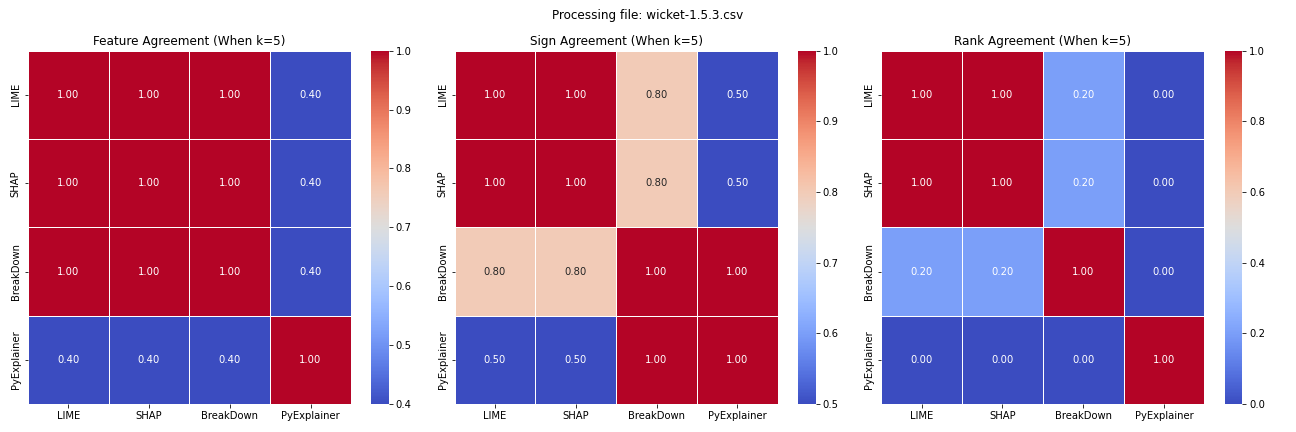 Processing file: wicket-1.5.3.csv
Feature Agreement (When k=5)
LIME
1.00 1.00 1.00 0.40
SHAP
1.00 1.00 1.00 0.40
BreakDown
1.00 1.00 1.00 0.40
PyExplainer
0.40 0.40 0.40 1.00
LIME SHAP BreakDown PyExplainer
1.0
0.9
0.8
0.7
0.6
0.5
0.4
Sign Agreement (When k=5)
LIME
1.00 1.00 0.80 0.50
SHAP
1.00 1.00 0.80 0.50
BreakDown
0.80 0.80 1.00 1.00
PyExplainer
0.50 0.50 1.00 1.00
LIME SHAP BreakDown PyExplainer
1.0
0.9
0.8
0.7
0.6
0.5
Rank Agreement (When k=5)
LIME
1.00 1.00 0.20 0.00
SHAP
1.00 1.00 0.20 0.00
BreakDown
0.20 0.20 1.00 0.00
PyExplainer
0.00 0.00 0.00 1.00
LIME SHAP BreakDown PyExplainer
1.0
0.8
0.6
0.4
0.2
0.0